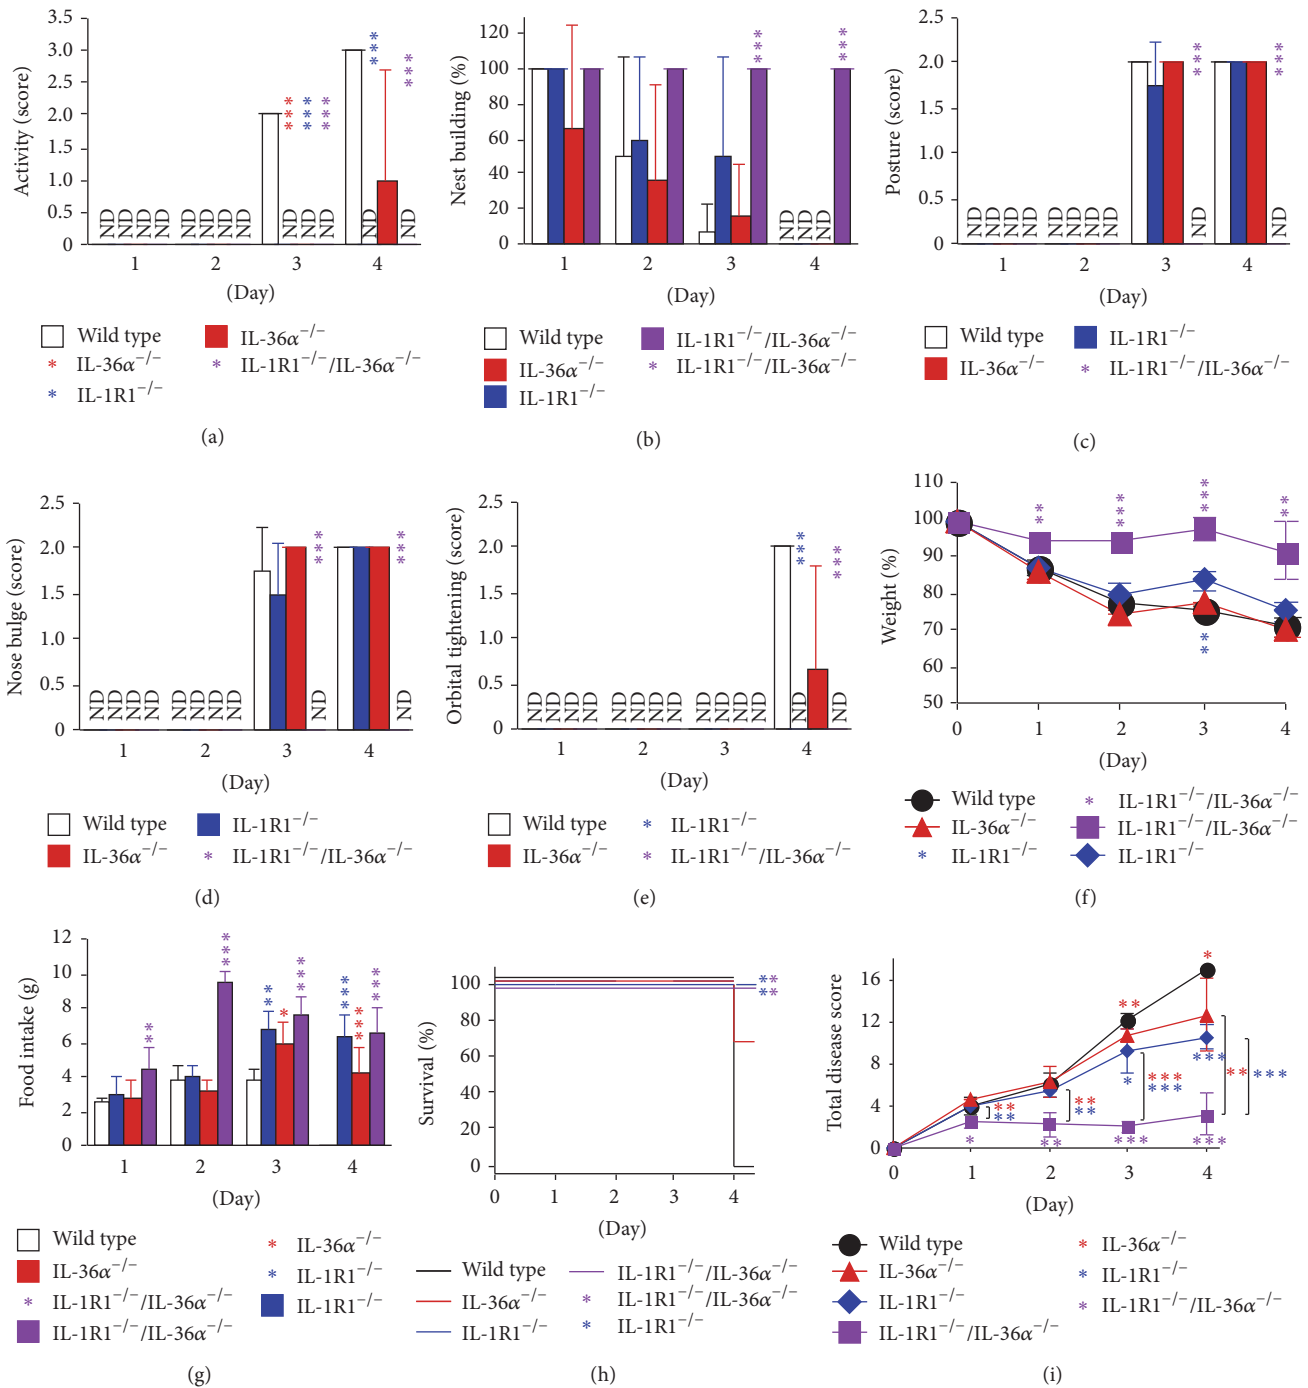 Activity (score)
3.5
3.0
2.5
2.0
1.5
1.0
0.5
0
ND ND ND ND ND ND ND ND ND ND ND ND ND
*** *** *** *** ***
1 2 3 4
(Day)
Wild type
IL-36α−/−
* IL-36α−/−
* IL-1R1−/−/IL-36α−/−
* IL-1R1−/−
(a)
Nest building (%)
120
100
80
60
40
20
0
ND ND ND
*** ***
1 2 3 4
(Day)
Wild type
IL-1R1−/−/IL-36α−/−
IL-36α−/−
* IL-1R1−/−/IL-36α−/−
IL-1R1−/−
(b)
Posture (score)
2.5
2.0
1.5
1.0
2.5
0
ND ND ND ND ND ND ND ND ND ND
*** ***
1 2 3 4
(Day)
Wild type
IL-1R1−/−
IL-36α−/−
* IL-1R1−/−/IL-36α−/−
(c)
Nose bulge (score)
2.5
2.0
1.5
1.0
0.5
0
ND ND ND ND ND ND ND ND ND ND
*** ***
1 2 3 4
(Day)
Wild type
IL-1R1−/−
IL-36α−/−
* IL-1R1−/−/IL-36α−/−
(d)
Orbital tightening (score)
2.5
2.0
1.5
1.0
0.5
0
ND ND ND ND ND ND ND ND ND ND ND ND ND ND
*** ***
1 2 3 4
(Day)
Wild type
* IL-1R1−/−
IL-36α−/−
* IL-1R1−/−/IL-36α−/−
(e)
Weight (%)
110
100
90
80
70
60
50
** *** *** **
**
0 1 2 3 4
(Day)
Wild type
* IL-1R1−/−/IL-36α−/−
IL-36α−/−
IL-1R1−/−/IL-36α−/−
* IL-1R1−/−
IL-1R1−/−
(f)
Food intake (g)
12
10
8
6
4
2
0
** *** ** * *** *** *** ***
1 2 3 4
(Day)
Wild type
* IL-36α−/−
IL-36α−/−
* IL-1R1−/−
* IL-1R1−/−/IL-36α−/−
IL-1R1−/−
IL-1R1−/−/IL-36α−/−
(g)
Survival (%)
100
80
60
40
20
0
**
**
0 1 2 3 4
(Day)
Wild type
IL-1R1−/−/IL-36α−/−
IL-36α−/−
* IL-1R1−/−/IL-36α−/−
IL-1R1−/−
* IL-1R1−/−
(h)
Total disease score
16
12
8
4
0
*
**
***
*** * *** ** ***
** **
** **
* ** *** ***
0 1 2 3 4
(Day)
Wild type
* IL-36α−/−
IL-36α−/−
* IL-1R1−/−
IL-1R1−/−
* IL-1R1−/−/IL-36α−/−
IL-1R1−/−/IL-36α−/−
(i)